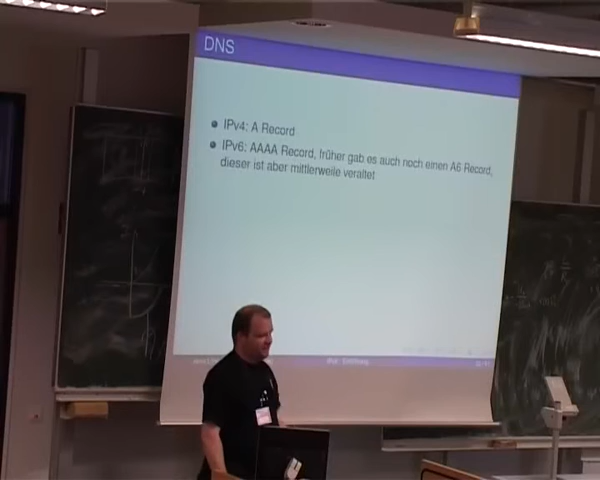 DNS
IPv4: A Record
IPv6: AAAA Record, früher gab es auch noch einen A6 Record,
dieser ist aber mittlerweile veraltet